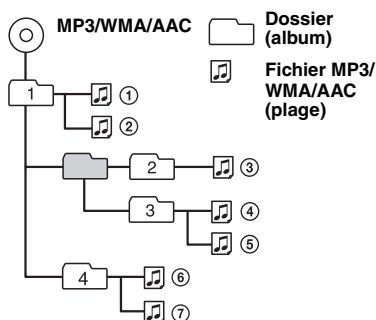 MP3/WMA/AAC
Dossier
(album)
Fichier MP3/
WMA/AAC
(plage)
1
①
②
2
③
3
④
⑤
4
⑥
⑦